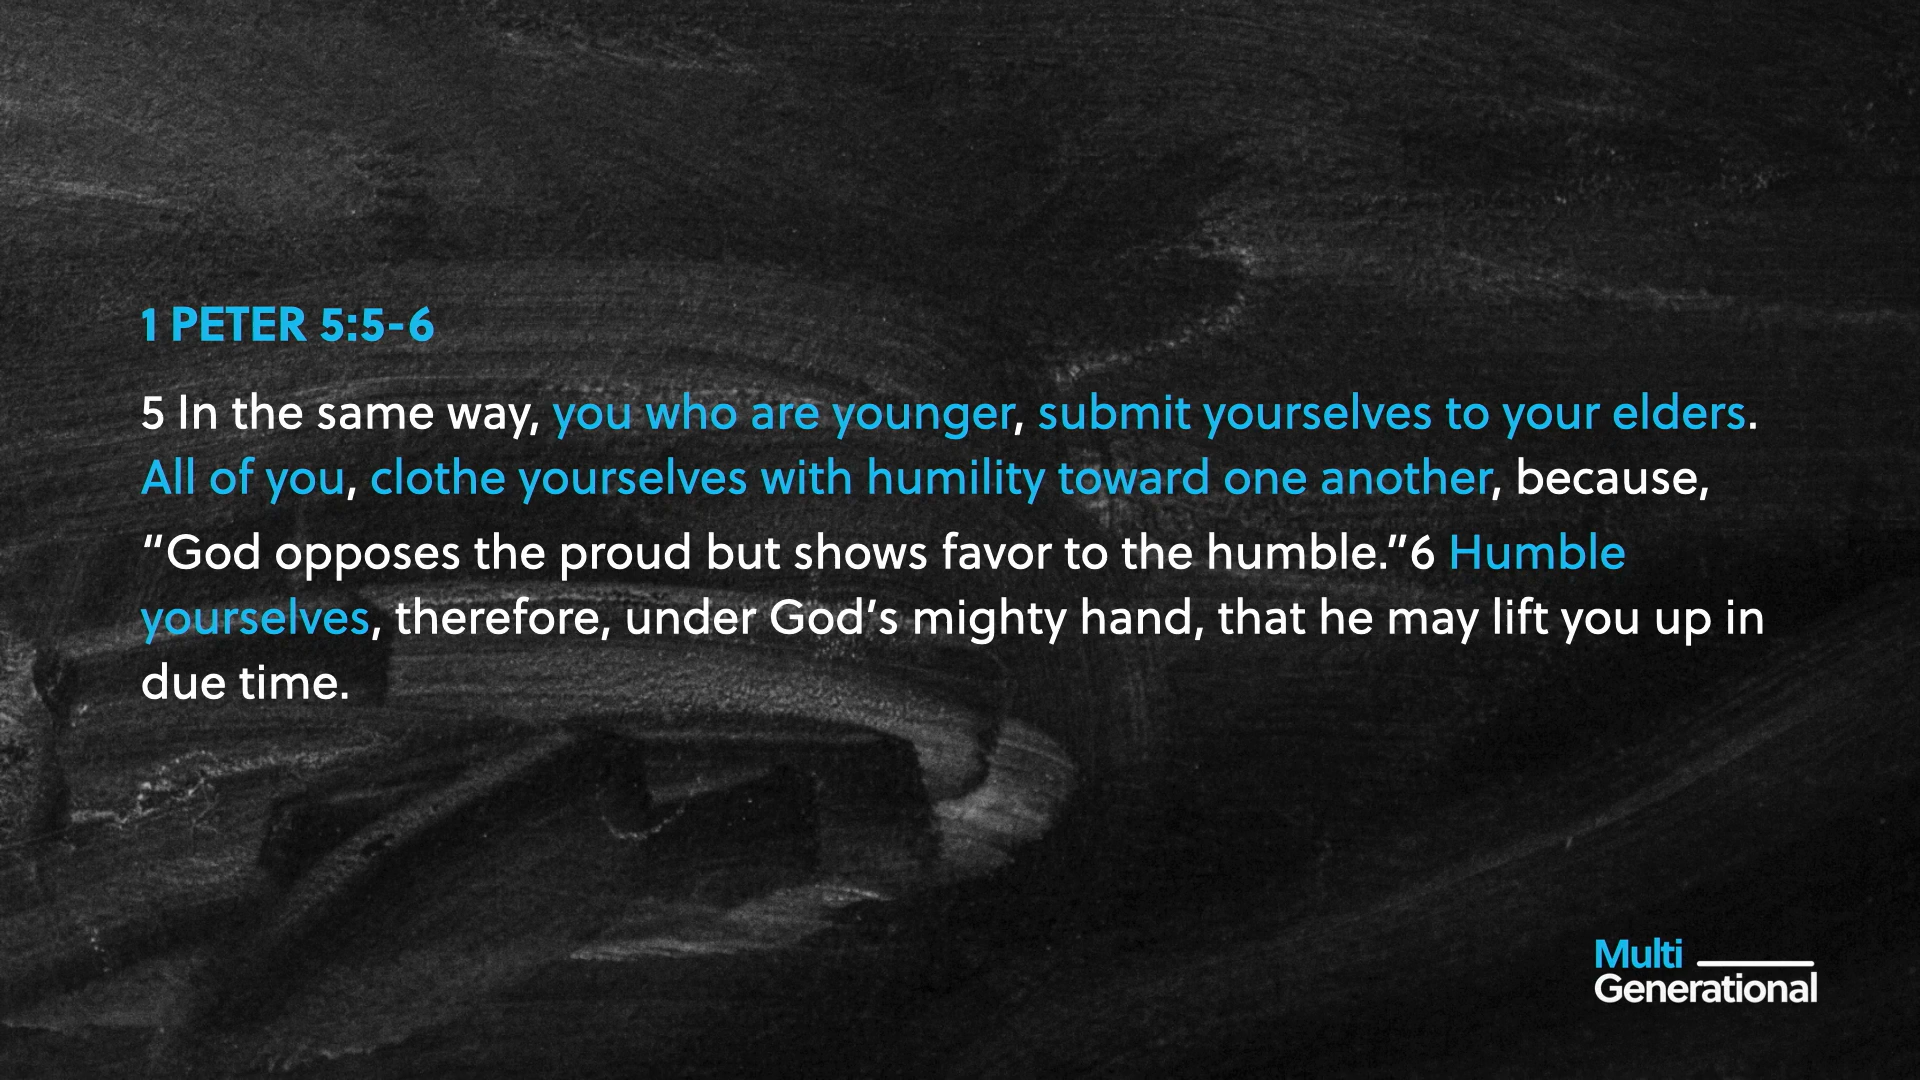 1 PETER 5:5-6
5 In the same way, you who are younger, submit yourselves to your elders.
All of you, clothe yourselves with humility toward one another, because,
“God opposes the proud but shows favor to the humble.”6 Humble
yourselves, therefore, under God’s mighty hand, that he may lift you up in
due time.
Multi
Generational